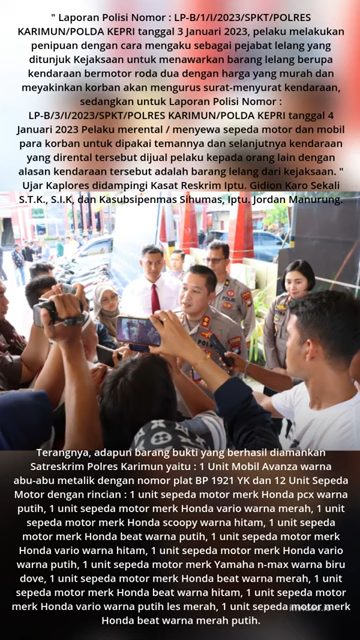 " Laporan Polisi Nomor : LP-B/1/I/2023/SPKT/POLRES
KARIMUN/POLDA KEPRI tanggal 3 Januari 2023, pelaku melakukan
penipuan dengan cara mengaku sebagai pejabat lelang yang
ditunjuk Kejaksaan untuk menawarkan barang lelang berupa
kendaraan bermotor roda dua dengan harga yang murah dan
meyakinkan korban akan mengurus surat-menyurat kendaraan,
sedangkan untuk Laporan Polisi Nomor :
LP-B/3/I/2023/SPKT/POLRES KARIMUN/POLDA KEPRI tanggal 4
Januari 2023 Pelaku merental / menyewa sepeda motor dan mobil
para korban untuk dipakai temannya dan selanjutnya kendaraan
yang dirental tersebut dijual pelaku kepada orang lain dengan
alasan kendaraan tersebut adalah barang lelang dari kejaksaan. "
Ujar Kaplores didampingi Kasat Reskrim Iptu. Gidion Karo Sekali
S.T.K., S.I.K, dan Kasubsipenmas Sihumas, Iptu. Jordan Manurung.
Terangnya, adapun barang bukti yang berhasil diamankan
Satreskrim Polres Karimun yaitu : 1 Unit Mobil Avanza warna
abu-abu metalik dengan nomor plat BP 1921 YK dan 12 Unit Sepeda
Motor dengan rincian : 1 unit sepeda motor merk Honda pcx warna
putih, 1 unit sepeda motor merk Honda vario warna merah, 1 unit
sepeda motor merk Honda scoopy warna hitam, 1 unit sepeda
motor merk Honda beat warna putih, 1 unit sepeda motor merk
Honda vario warna hitam, 1 unit sepeda motor merk Honda vario
warna putih, 1 unit sepeda motor merk Yamaha n-max warna biru
dove, 1 unit sepeda motor merk Honda beat warna merah, 1 unit
sepeda motor merk Honda beat warna hitam, 1 unit sepeda motor
merk Honda vario warna putih les merah, 1 unit sepeda motor merk
Honda beat warna merah putih.